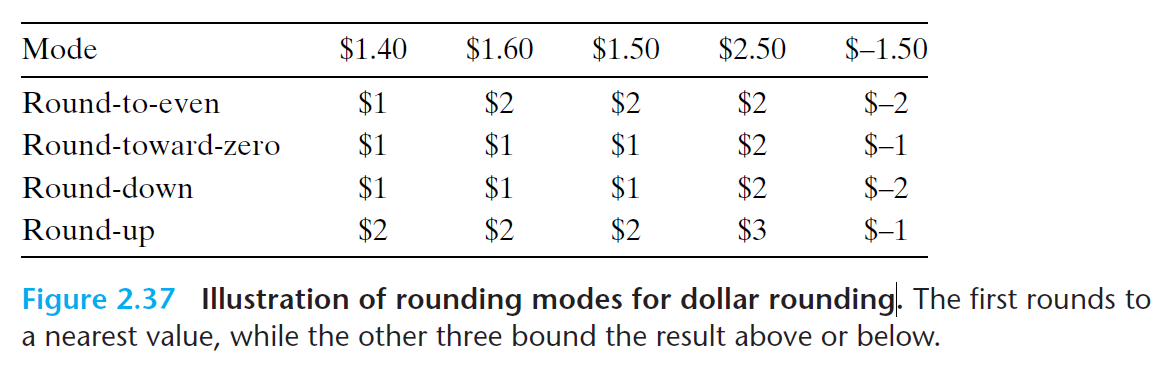 Mode $1.40 $1.60 $1.50 $2.50 $–1.50
Round-to-even $1 $2 $2 $2 $–2
Round-toward-zero $1 $1 $1 $2 $–1
Round-down $1 $1 $1 $2 $–2
Round-up $2 $2 $2 $3 $–1
Figure 2.37 Illustration of rounding modes for dollar rounding. The first rounds to
a nearest value, while the other three bound the result above or below.